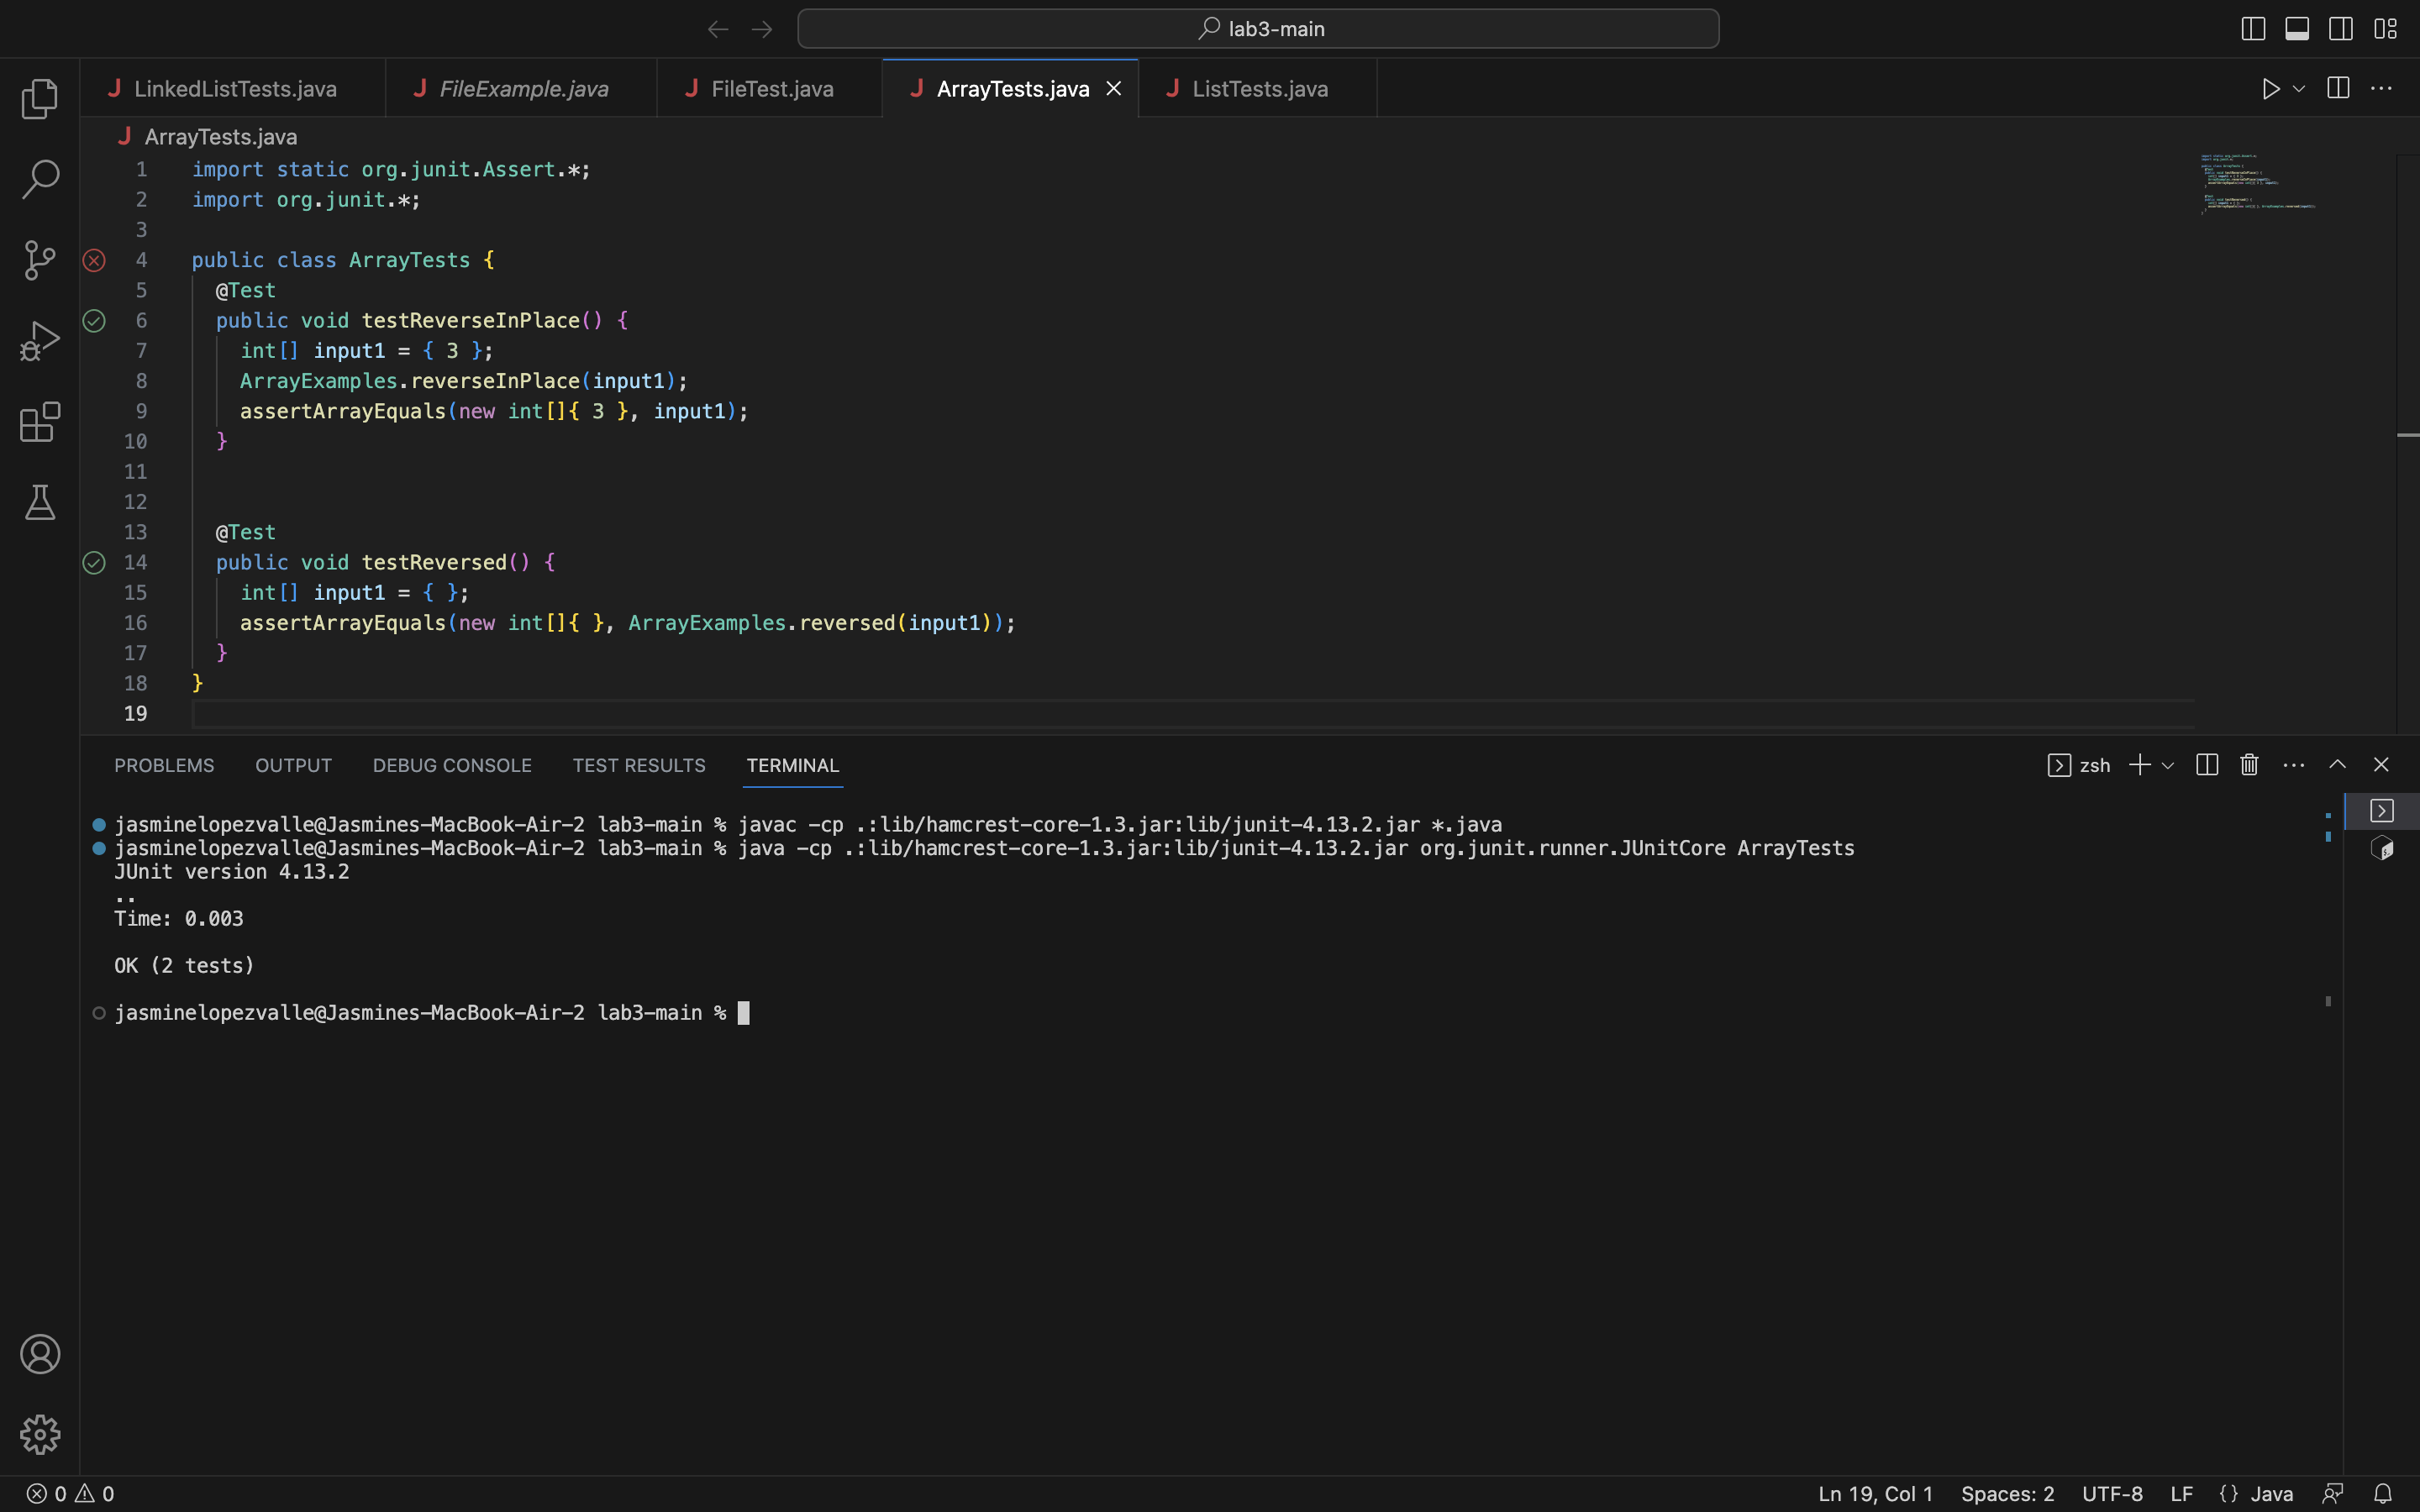 lab3-main
LinkedListTests.java
FileExample.java
FileTest.java
ArrayTests.java
ListTests.java
ArrayTests.java
1 import static org.junit.Assert.*;
2 import org.junit.*;
3
4 public class ArrayTests {
5 @Test
6 public void testReverseInPlace() {
7 int[] input1 = { 3 };
8 ArrayExamples.reverseInPlace(input1);
9 assertArrayEquals(new int[]{ 3 }, input1);
10 }
11
12
13 @Test
14 public void testReversed() {
15 int[] input1 = { };
16 assertArrayEquals(new int[]{ }, ArrayExamples.reversed(input1));
17 }
18 }
19
PROBLEMS OUTPUT DEBUG CONSOLE TEST RESULTS TERMINAL
zsh
jasminelopezvalle@Jasmines-MacBook-Air-2 lab3-main % javac -cp .:lib/hamcrest-core-1.3.jar:lib/junit-4.13.2.jar *.java
jasminelopezvalle@Jasmines-MacBook-Air-2 lab3-main % java -cp .:lib/hamcrest-core-1.3.jar:lib/junit-4.13.2.jar org.junit.runner.JUnitCore ArrayTests
JUnit version 4.13.2
..
Time: 0.003
OK (2 tests)
jasminelopezvalle@Jasmines-MacBook-Air-2 lab3-main %
0 0
Ln 19, Col 1 Spaces: 2 UTF-8 LF {} Java